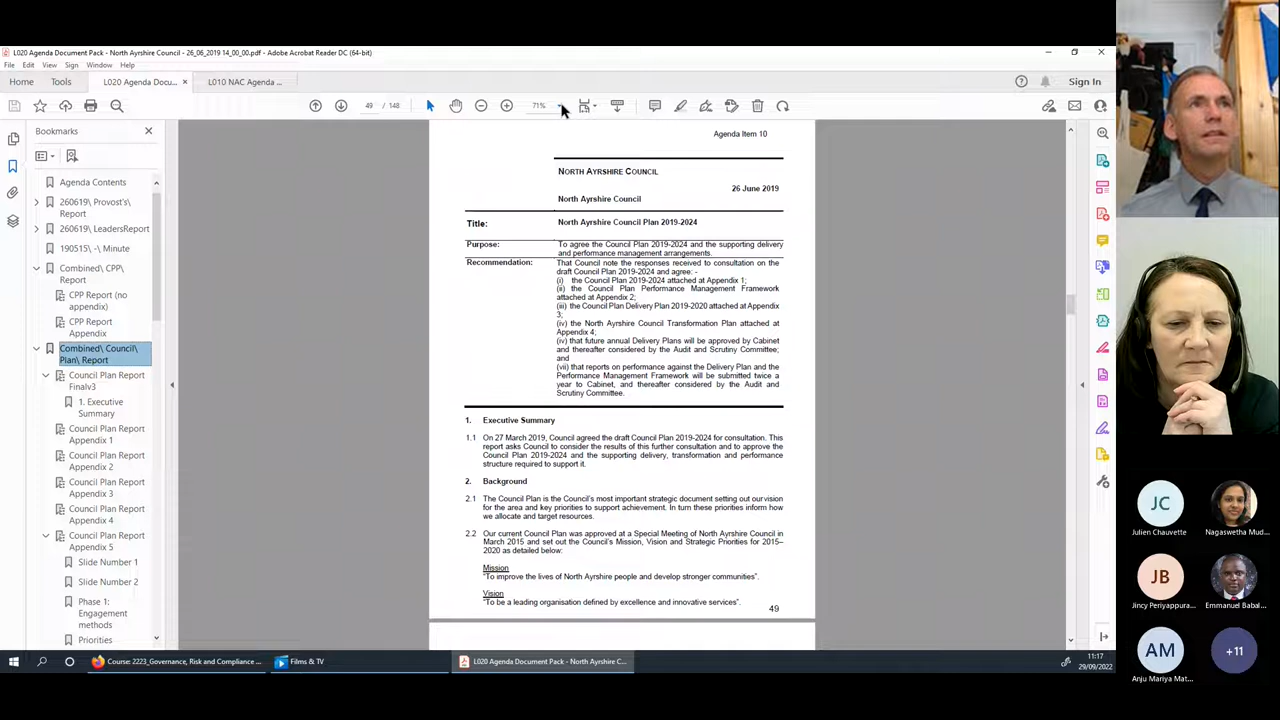 L020 Agenda Document Pack - North Ayrshire Council - 26_06_2019 14_00_00.pdf - Adobe Acrobat Reader DC (64-bit)
File Edit View Sign Window Help
Home Tools L020 Agenda Docu... × L010 NAC Agenda ... Sign In
49 / 148 71%
Bookmarks
Agenda Contents
260619\ Provost's\
Report
260619\ LeadersReport
190515\ -\ Minute
Combined\ CPP\
Report
CPP Report (no
appendix)
CPP Report
Appendix
Combined\ Council\
Plan\ Report
Council Plan Report
Finalv3
1. Executive
Summary
Council Plan Report
Appendix 1
Council Plan Report
Appendix 2
Council Plan Report
Appendix 3
Council Plan Report
Appendix 4
Council Plan Report
Appendix 5
Slide Number 1
Slide Number 2
Phase 1:
Engagement
methods
Priorities
Agenda Item 10
NORTH AYRSHIRE COUNCIL
26 June 2019
North Ayrshire Council
Title: North Ayrshire Council Plan 2019-2024
Purpose: To agree the Council Plan 2019-2024 and the supporting delivery
and performance management arrangements.
Recommendation: That Council note the responses received to consultation on the
draft Council Plan 2019-2024 and agree: -
(i) the Council Plan 2019-2024 attached at Appendix 1;
(ii) the Council Plan Performance Management Framework
attached at Appendix 2;
(iii) the Council Plan Delivery Plan 2019-2020 attached at Appendix
3;
(iv) the North Ayrshire Council Transformation Plan attached at
Appendix 4;
(iv) that future annual Delivery Plans will be approved by Cabinet
and thereafter considered by the Audit and Scrutiny Committee;
and
(vii) that reports on performance against the Delivery Plan and the
Performance Management Framework will be submitted twice a
year to Cabinet, and thereafter considered by the Audit and
Scrutiny Committee.
1. Executive Summary
1.1 On 27 March 2019, Council agreed the draft Council Plan 2019-2024 for consultation. This
report asks Council to consider the results of this further consultation and to approve the
Council Plan 2019-2024 and the supporting delivery, transformation and performance
structure required to support it.
2. Background
2.1 The Council Plan is the Council's most important strategic document setting out our vision
for the area and key priorities to support achievement. In turn these priorities inform how
we allocate and target resources.
2.2 Our current Council Plan was approved at a Special Meeting of North Ayrshire Council in
March 2015 and set out the Council's Mission, Vision and Strategic Priorities for 2015–
2020 as detailed below:
Mission
"To improve the lives of North Ayrshire people and develop stronger communities".
Vision
"To be a leading organisation defined by excellence and innovative services".
49
JC
Julien Chauvette Nagaswetha Mud...
JB
Jincy Periyappura... Emmanuel Babal...
AM +11
Anju Mariya Mat...
Course: 2223_Governance, Risk and Compliance ... Films & TV L020 Agenda Document Pack - North Ayrshire C...
11:17
29/09/2022